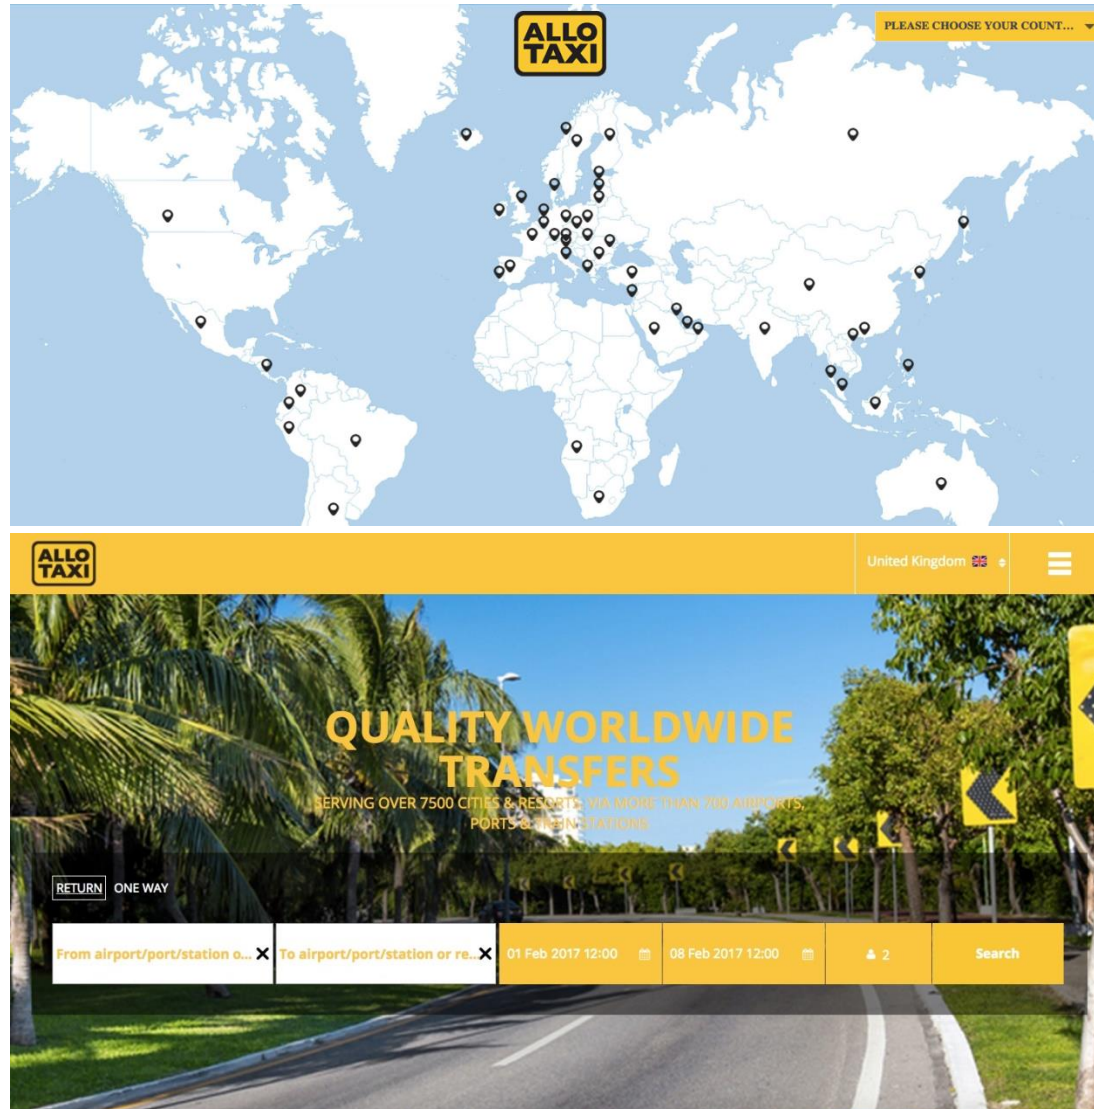 ALLO
TAXI
PLEASE CHOOSE YOUR COUNT...
ALLO
TAXI
United Kingdom
QUALITY WORLDWIDE
TRANSFERS
SERVING OVER 7500 CITIES & RESORTS, VIA MORE THAN 700 AIRPORTS,
PORTS & TRAIN STATIONS
RETURN ONE WAY
From airport/port/station o... To airport/port/station or re... 01 Feb 2017 12:00 08 Feb 2017 12:00 2 Search